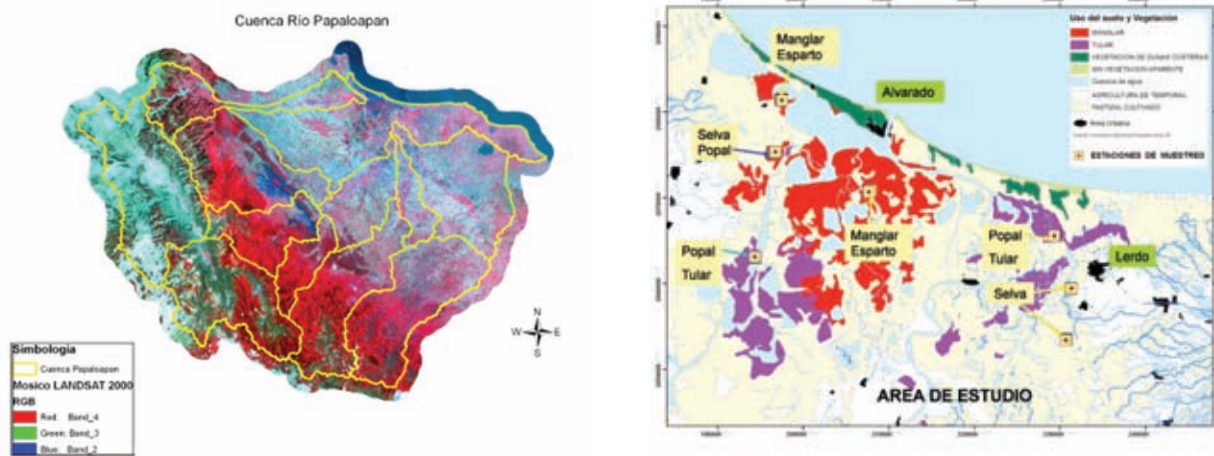 Cuenca Río Papaloapan
N
W E
S
Simbología
Cuenca Papaloapan
Mosico LANDSAT 2000
RGB
Red: Band_4
Green: Band_3
Blue: Band_2
Uso del suelo y Vegetación
MANGLAR
TULAR
VEGETACION DE DUNAS COSTERAS
SIN VEGETACION APARENTE
Cuerpos de agua
AGRICULTURA DE TEMPORAL
PASTIZAL CULTIVADO
Area Urbana
ESTACIONES DE MUESTREO
Manglar
Esparto
Alvarado
Selva
Popal
Manglar
Esparto
Popal
Tular
Popal
Tular
Lerdo
Selva
AREA DE ESTUDIO